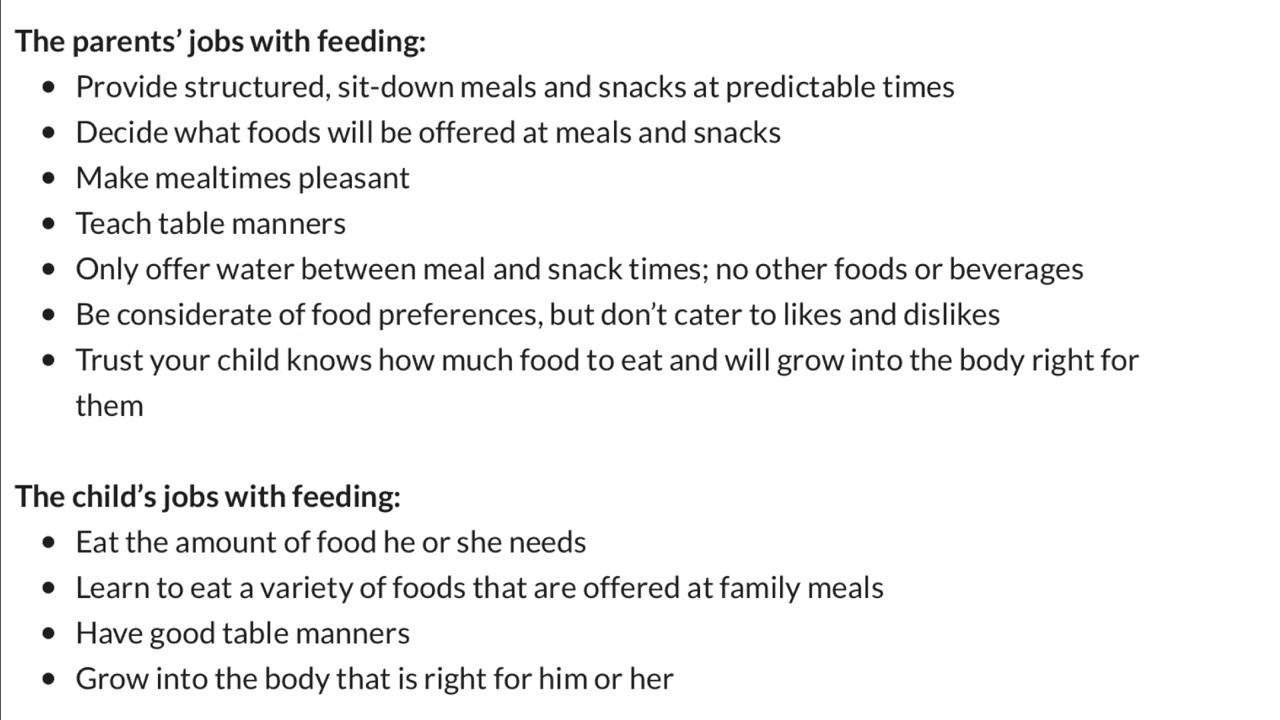 The parents’ jobs with feeding:
• Provide structured, sit-down meals and snacks at predictable times
• Decide what foods will be offered at meals and snacks
• Make mealtimes pleasant
• Teach table manners
• Only offer water between meal and snack times; no other foods or beverages
• Be considerate of food preferences, but don’t cater to likes and dislikes
• Trust your child knows how much food to eat and will grow into the body right for
them
The child’s jobs with feeding:
• Eat the amount of food he or she needs
• Learn to eat a variety of foods that are offered at family meals
• Have good table manners
• Grow into the body that is right for him or her